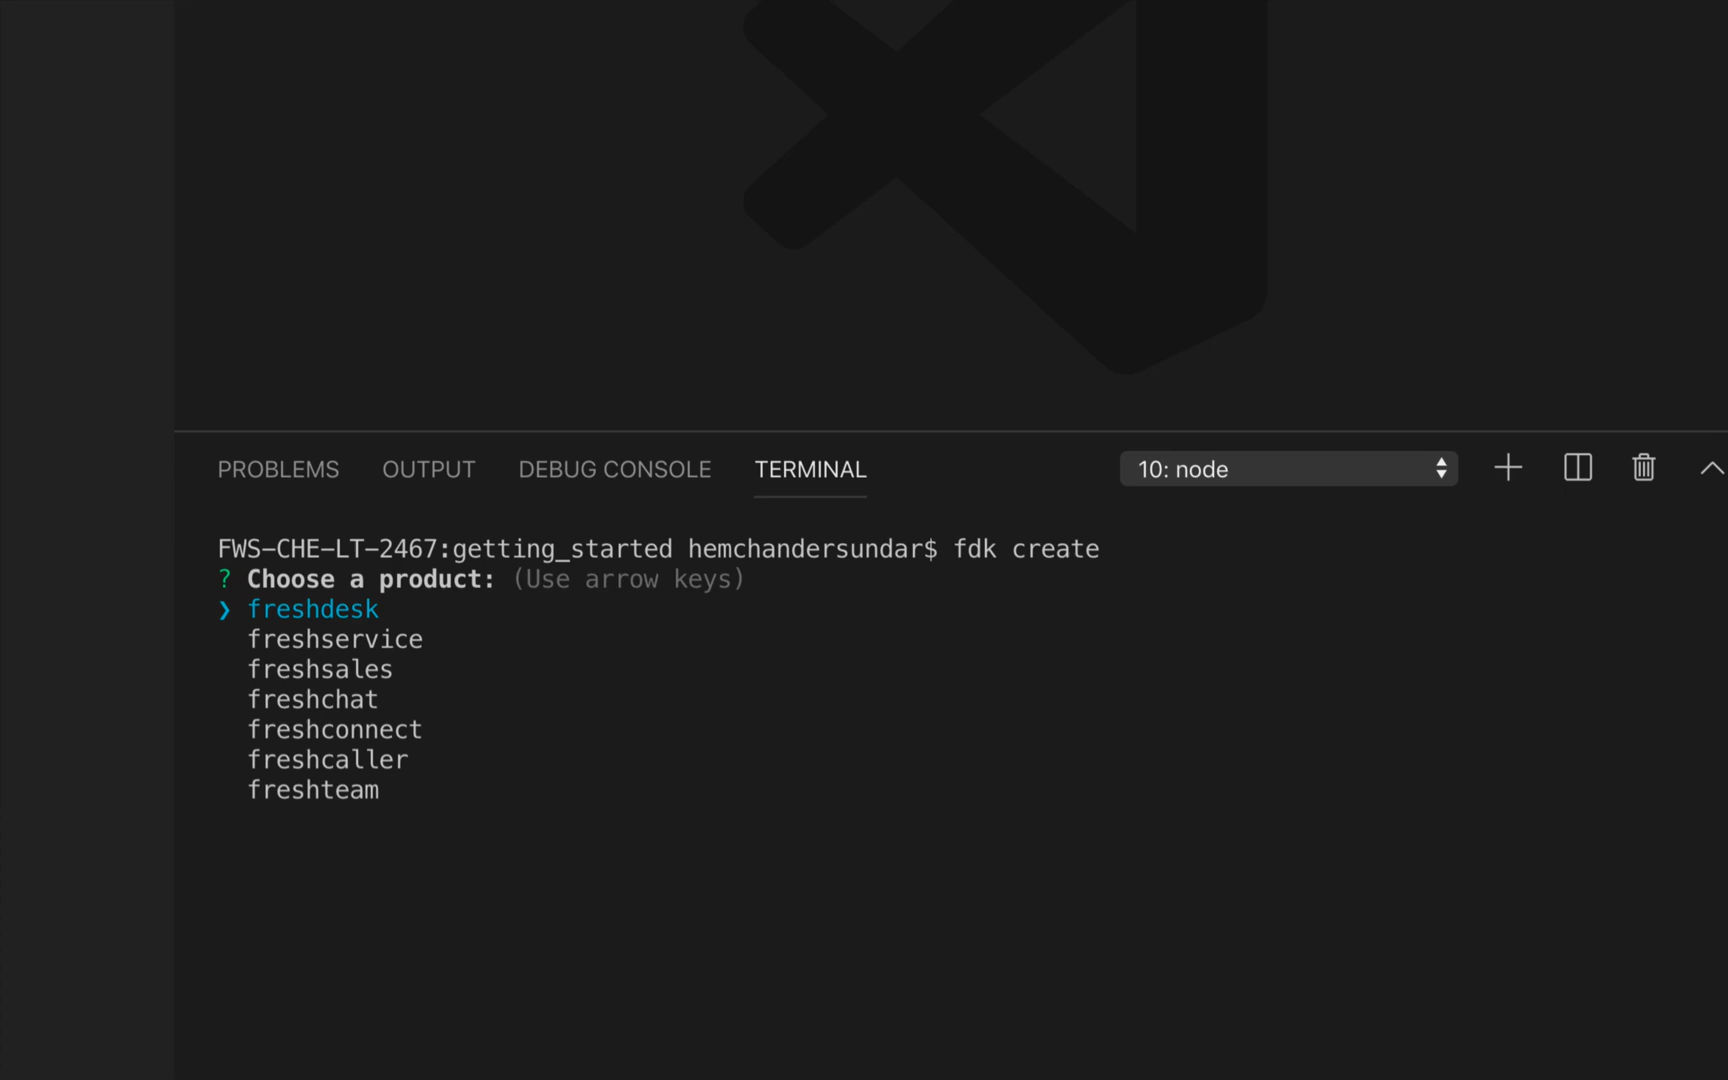 PROBLEMS OUTPUT DEBUG CONSOLE TERMINAL 10: node
FWS-CHE-LT-2467:getting_started hemchandersundar$ fdk create
? Choose a product: (Use arrow keys)
❯ freshdesk
freshservice
freshsales
freshchat
freshconnect
freshcaller
freshteam